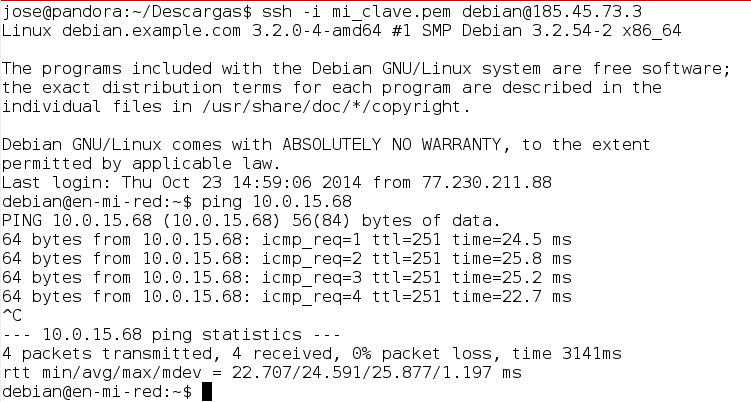 jose@pandora:~/Descargas$ ssh -i mi_clave.pem debian@185.45.73.3
Linux debian.example.com 3.2.0-4-amd64 #1 SMP Debian 3.2.54-2 x86_64

The programs included with the Debian GNU/Linux system are free software;
the exact distribution terms for each program are described in the
individual files in /usr/share/doc/*/copyright.

Debian GNU/Linux comes with ABSOLUTELY NO WARRANTY, to the extent
permitted by applicable law.
Last login: Thu Oct 23 14:59:06 2014 from 77.230.211.88
debian@en-mi-red:~$ ping 10.0.15.68
PING 10.0.15.68 (10.0.15.68) 56(84) bytes of data.
64 bytes from 10.0.15.68: icmp_req=1 ttl=251 time=24.5 ms
64 bytes from 10.0.15.68: icmp_req=2 ttl=251 time=25.8 ms
64 bytes from 10.0.15.68: icmp_req=3 ttl=251 time=25.2 ms
64 bytes from 10.0.15.68: icmp_req=4 ttl=251 time=22.7 ms
^C
--- 10.0.15.68 ping statistics ---
4 packets transmitted, 4 received, 0% packet loss, time 3141ms
rtt min/avg/max/mdev = 22.707/24.591/25.877/1.197 ms
debian@en-mi-red:~$